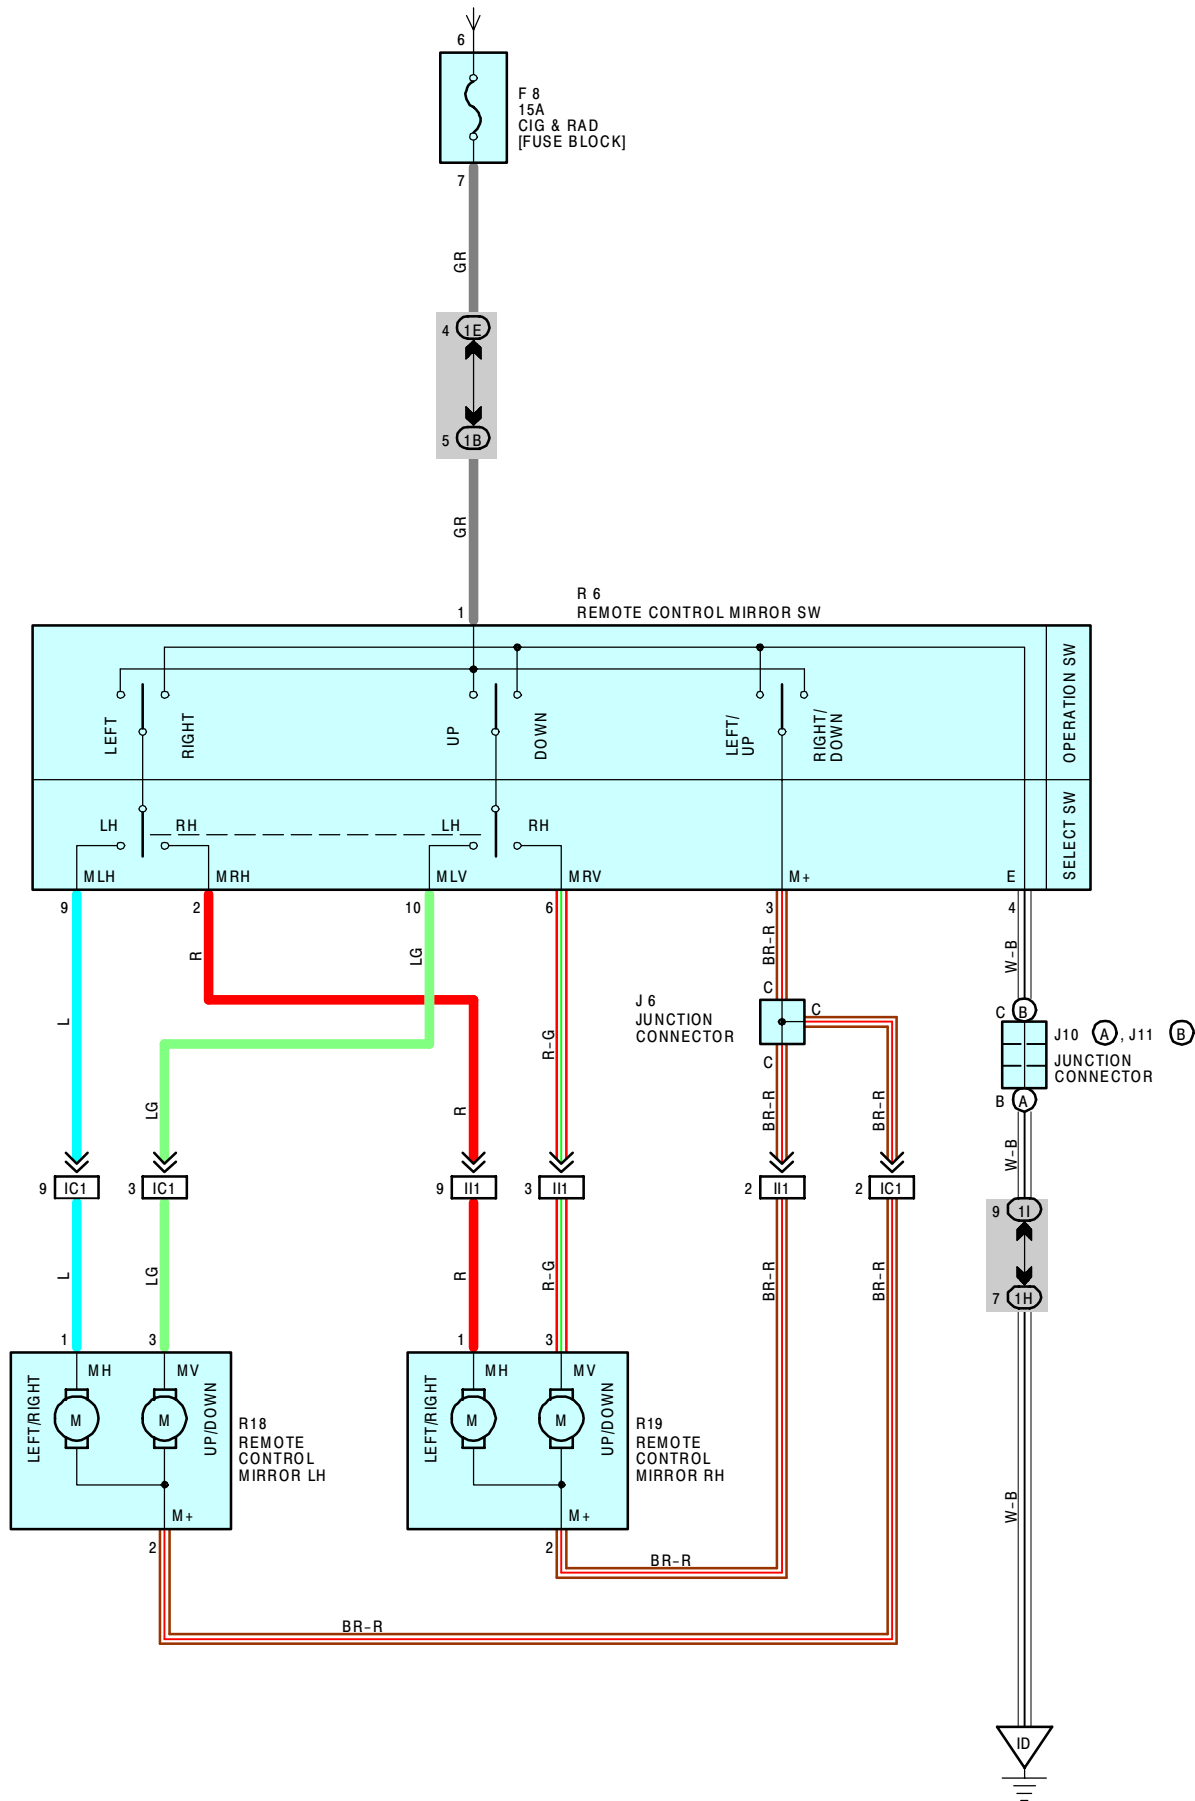 6
F 8
15A
CIG & RAD
[FUSE BLOCK]
7
GR
4 1E
5 1B
GR
R 6
1 REMOTE CONTROL MIRROR SW
LEFT
RIGHT
UP
DOWN
LEFT/
UP
RIGHT/
DOWN
OPERATION SW
LH RH LH RH
SELECT SW
MLH MRH MLV MRV M+ E
9 2 10 6 3 4
R
LG
BR-R
W-B
C
J 6
JUNCTION
CONNECTOR
C
C
L
R-G
C B
J10 A , J11 B
JUNCTION
CONNECTOR
B A
LG
R
BR-R
BR-R
W-B
9 IC1 3 IC1 9 II1 3 II1 2 II1 2 IC1
9 1I
L
LG
R
R-G
BR-R
BR-R
7 1H
1 3 1 3
MH MV MH MV
LEFT/RIGHT
M M
UP/DOWN
R18
REMOTE
CONTROL
MIRROR LH
LEFT/RIGHT
M M
UP/DOWN
R19
REMOTE
CONTROL
MIRROR RH
M+ M+
2 2
W-B
BR-R
BR-R
ID